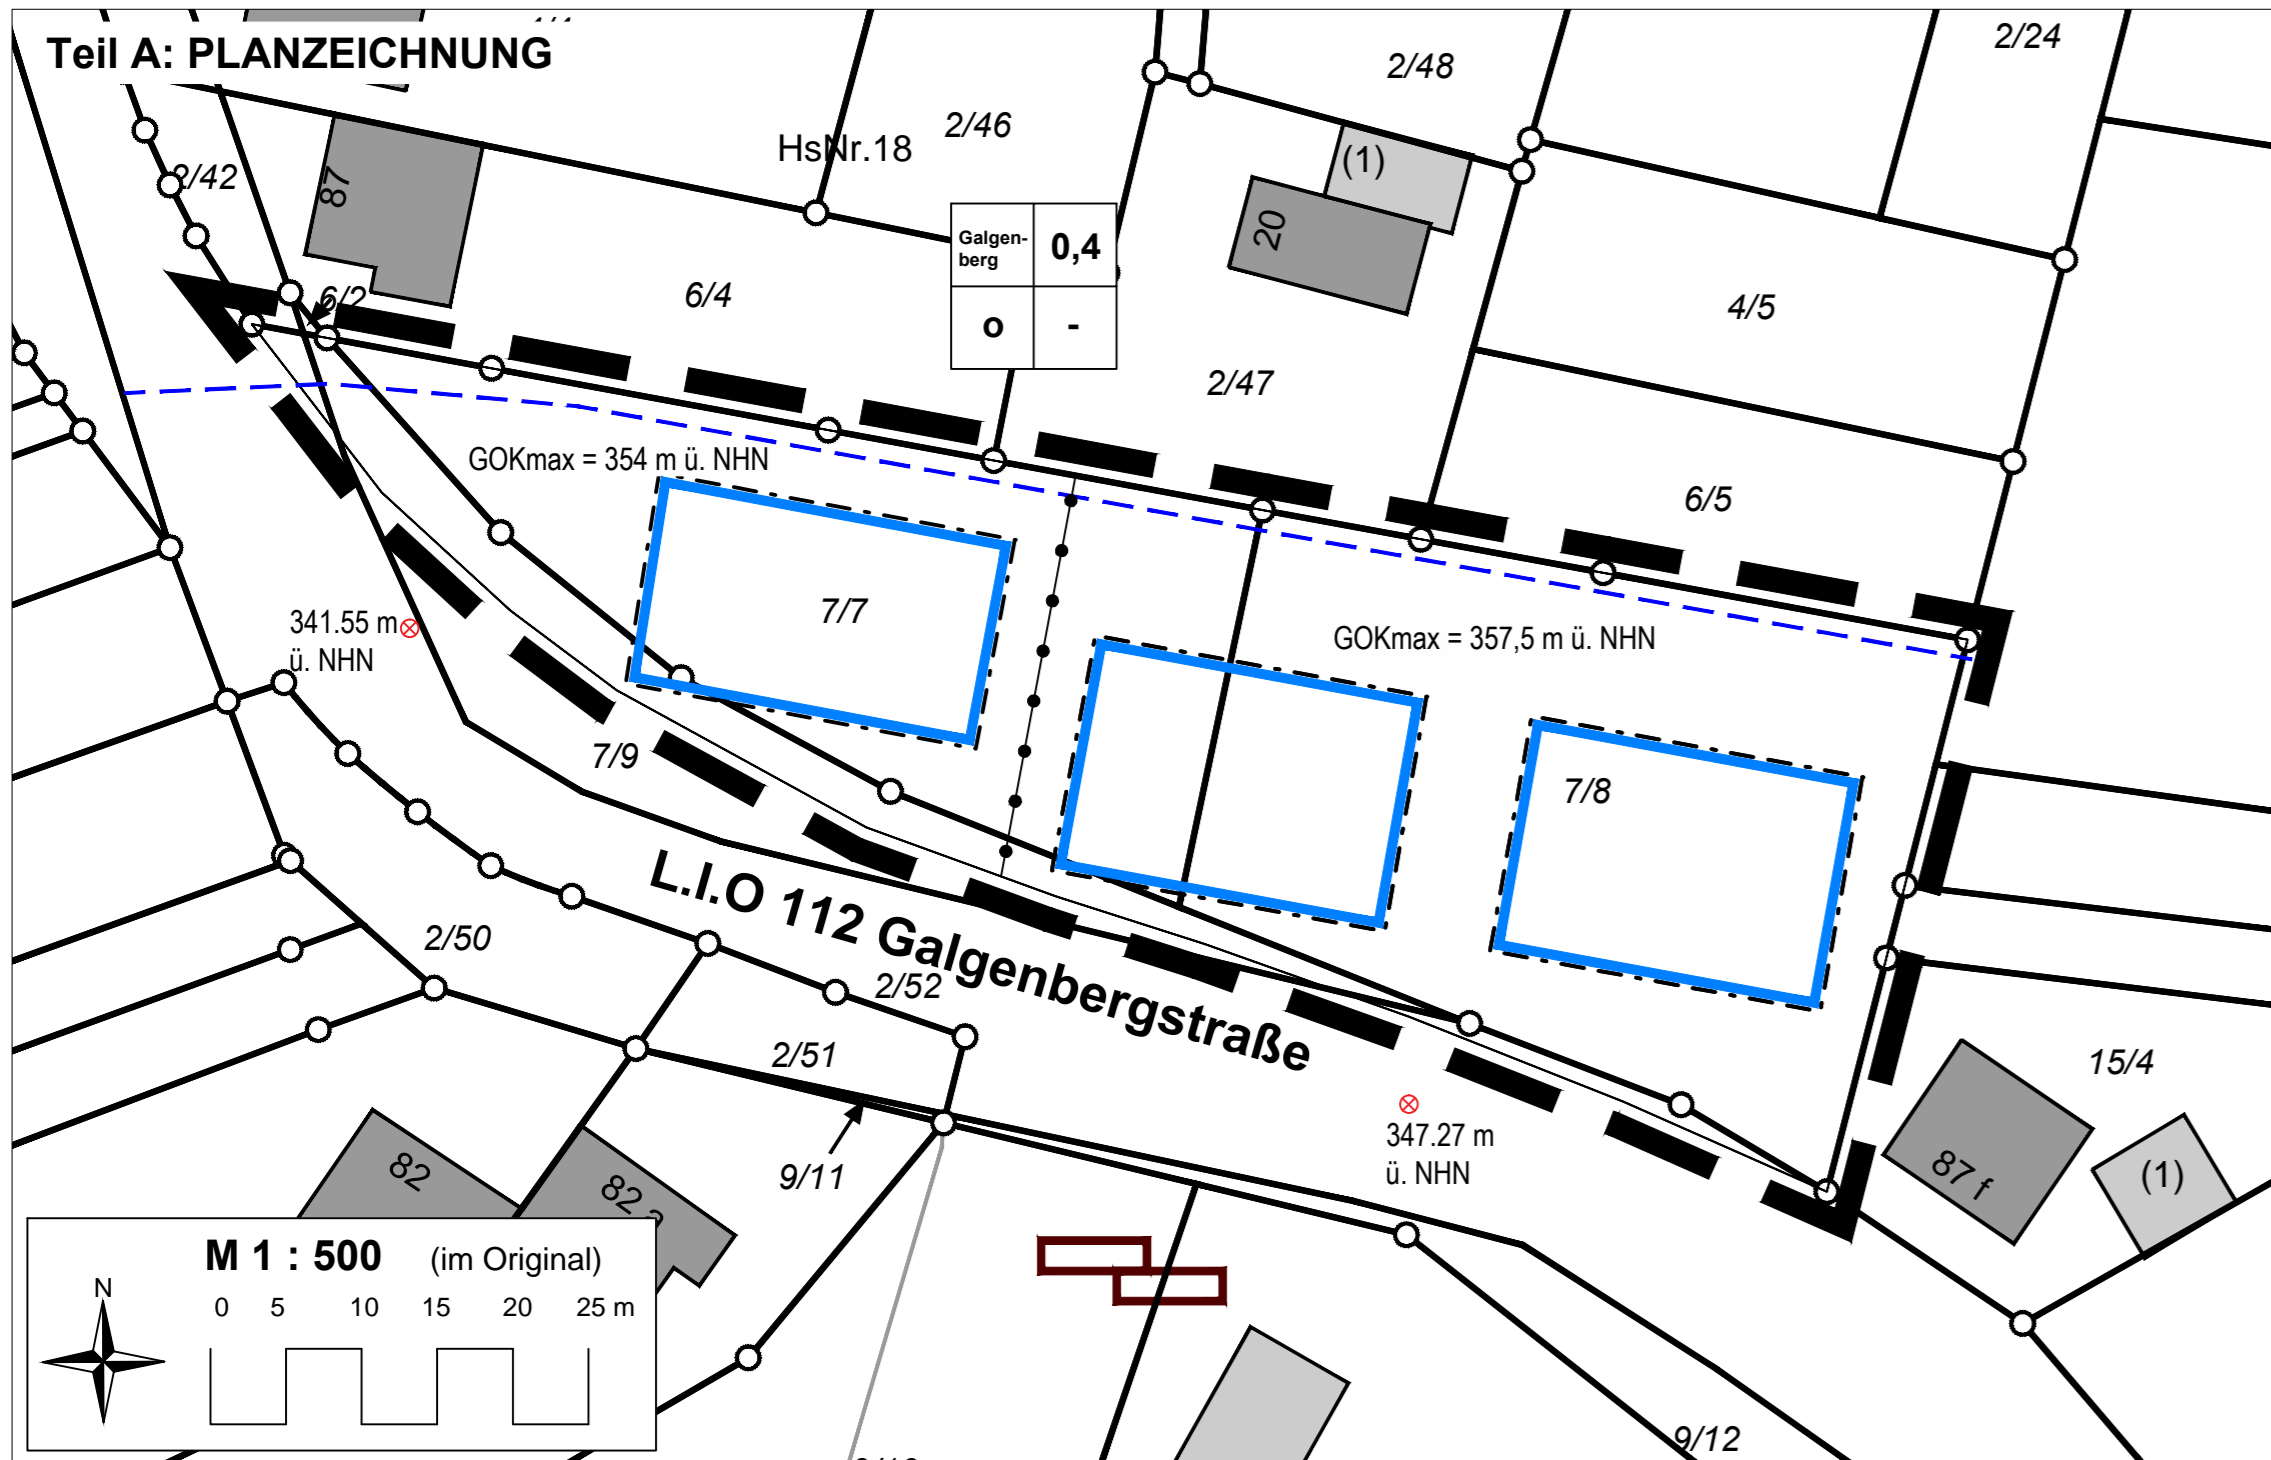 Teil A: PLANZEICHNUNG
2/24
2/48
2/46
HsNr.18
(1)
2/42
87
20
Galgen-
berg
0,4
o
-
6/2
6/4
4/5
2/47
GOKmax = 354 m ü. NHN
6/5
7/7
341.55 m
ü. NHN
GOKmax = 357,5 m ü. NHN
7/9
7/8
L.I.O 112 Galgenbergstraße
2/50
2/52
2/51
15/4
347.27 m
ü. NHN
9/11
82
82
87 f
(1)
M 1 : 500 (im Original)
N
0 5 10 15 20 25 m
9/12